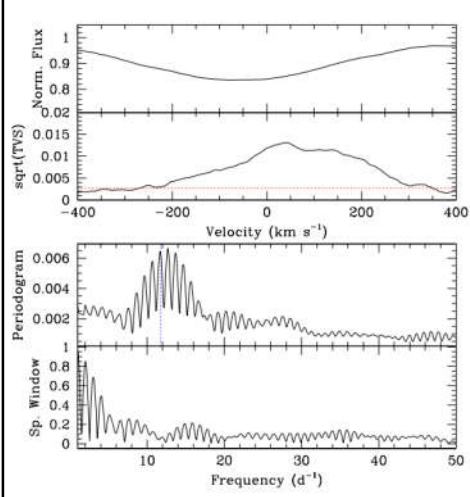 Norm. Flux
1
0.9
0.8
0.02
sqrt(TVS)
0.015
0.01
0.005
0
-400 -200 0 200 400
Velocity (km s⁻¹)
Periodogram
0.006
0.004
0.002
Sp. Window
1
0.8
0.6
0.4
0.2
0
10 20 30 40 50
Frequency (d⁻¹)